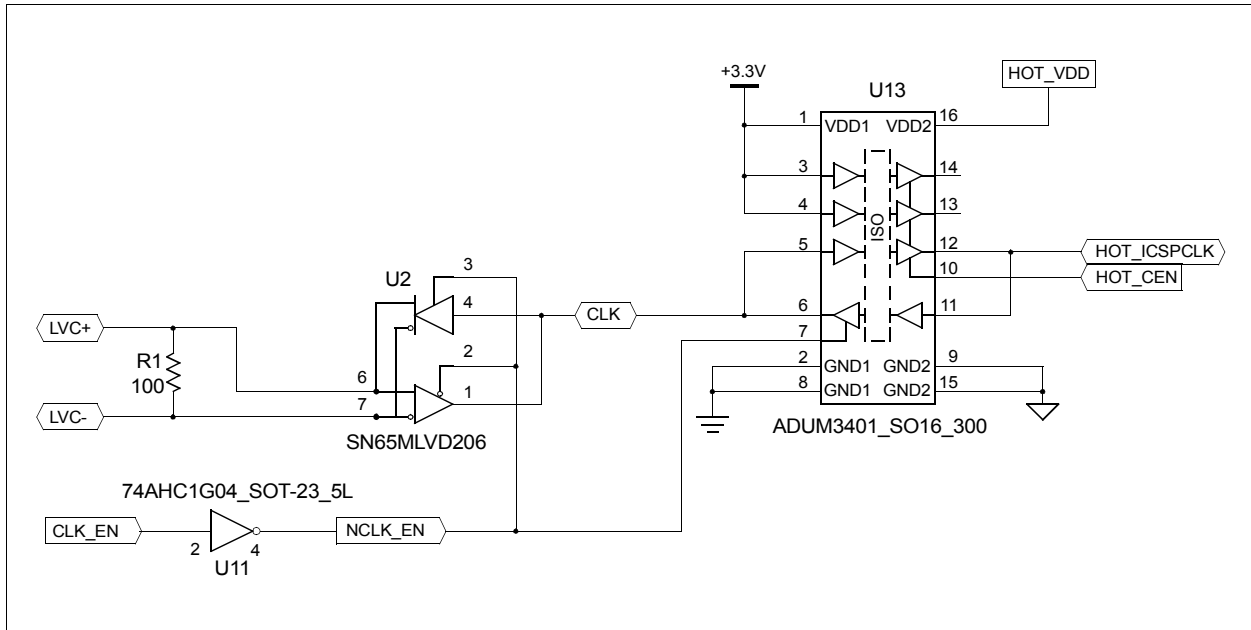 +3.3V
HOT_VDD
U13
1 VDD1 VDD2 16
3 14
4 13
ISO
5 12 HOT_ICSPCLK
10 HOT_CEN
6 11
7
2 GND1 GND2 9
8 GND1 GND2 15
ADUM3401_SO16_300
U2
3
4
CLK
LVC+
R1
100
LVC-
2
6
7
1
SN65MLVD206
74AHC1G04_SOT-23_5L
CLK_EN
2
4
U11
NCLK_EN